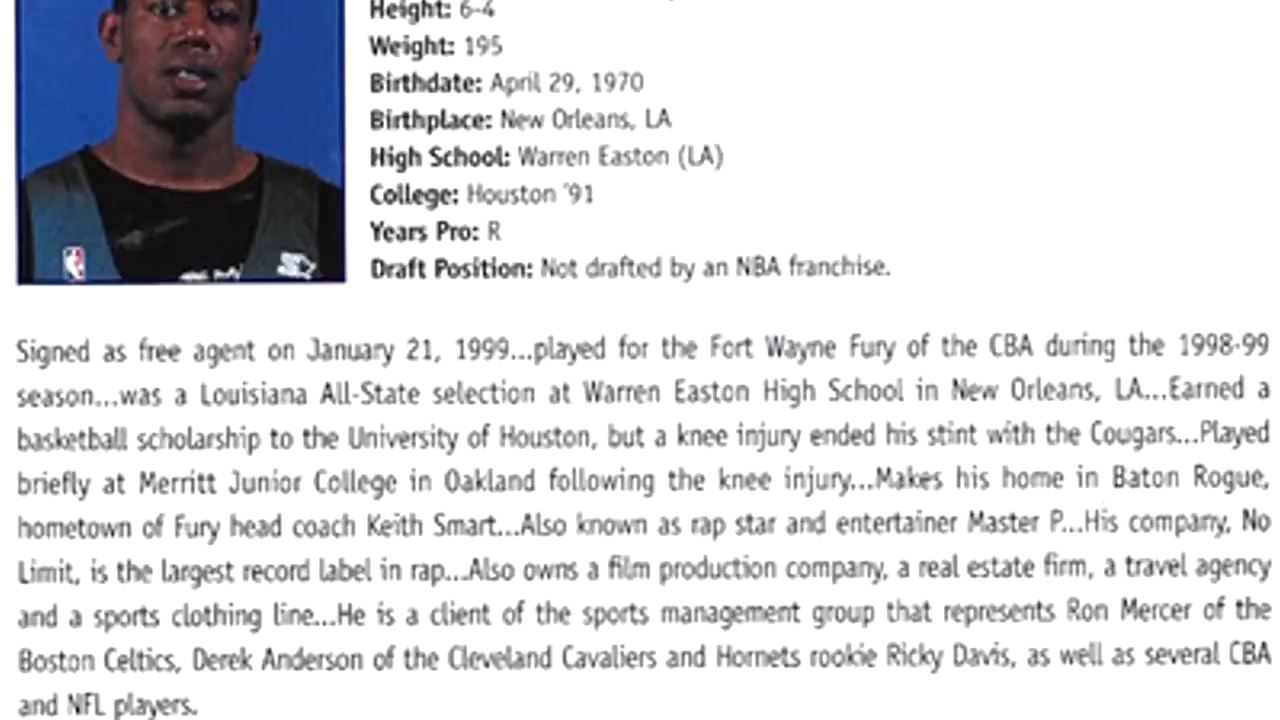 Height: 6-4
Weight: 195
Birthdate: April 29, 1970
Birthplace: New Orleans, LA
High School: Warren Easton (LA)
College: Houston '91
Years Pro: R
Draft Position: Not drafted by an NBA franchise.
Signed as free agent on January 21, 1999...played for the Fort Wayne Fury of the CBA during the 1998-99
season...was a Louisiana All-State selection at Warren Easton High School in New Orleans, LA...Earned a
basketball scholarship to the University of Houston, but a knee injury ended his stint with the Cougars...Played
briefly at Merritt Junior College in Oakland following the knee injury...Makes his home in Baton Rogue,
hometown of Fury head coach Keith Smart...Also known as rap star and entertainer Master P...His company, No
Limit, is the largest record label in rap...Also owns a film production company, a real estate firm, a travel agency
and a sports clothing line...He is a client of the sports management group that represents Ron Mercer of the
Boston Celtics, Derek Anderson of the Cleveland Cavaliers and Hornets rookie Ricky Davis, as well as several CBA
and NFL players.